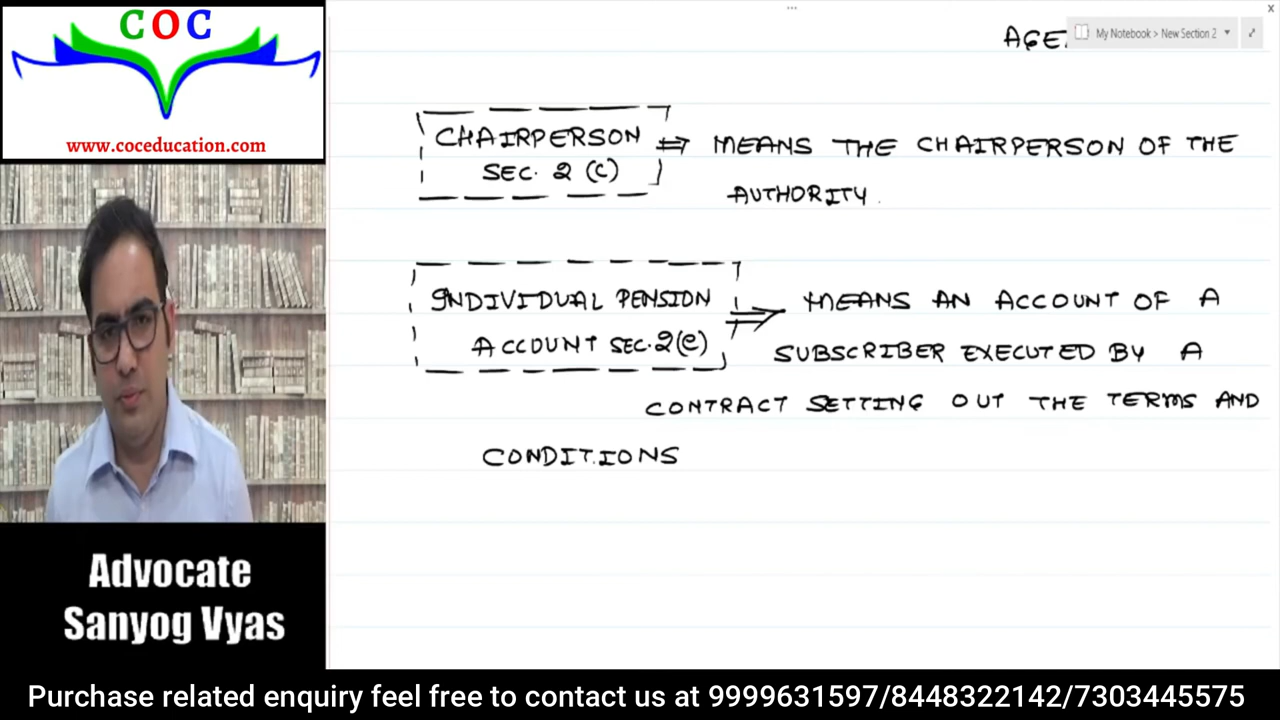 COC
www.coceducation.com
Advocate
Sanyog Vyas
My Notebook > New Section 2
CHAIRPERSON
SEC. 2 (C)
⇒ MEANS THE CHAIRPERSON OF THE
AUTHORITY.
INDIVIDUAL PENSION
ACCOUNT SEC. 2(e)
⇒ MEANS AN ACCOUNT OF A
SUBSCRIBER EXECUTED BY A
CONTRACT SETTING OUT THE TERMS AND
CONDITIONS
Purchase related enquiry feel free to contact us at 9999631597/8448322142/7303445575